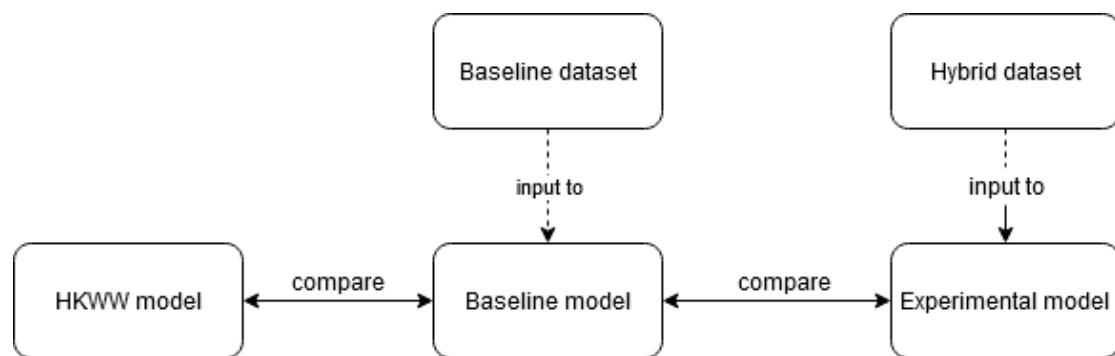 Baseline dataset
Hybrid dataset
input to
input to
HKWW model
compare
Baseline model
compare
Experimental model